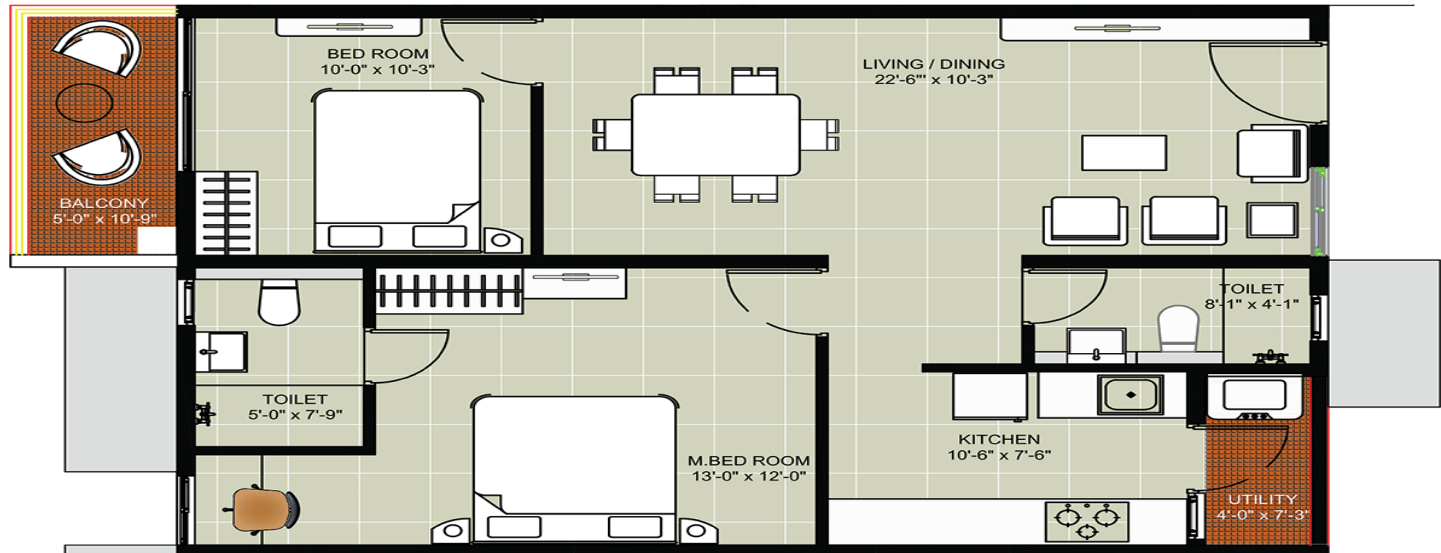 BED ROOM
10'-0" x 10'-3"
LIVING / DINING
22'-6"' x 10'-3"
BALCONY
5'-0" x 10'-9"
TOILET
8'-1" x 4'-1"
TOILET
5'-0" x 7'-9"
M.BED ROOM
13'-0" x 12'-0"
KITCHEN
10'-6" x 7'-6"
UTILITY
4'-0" x 7'-3"